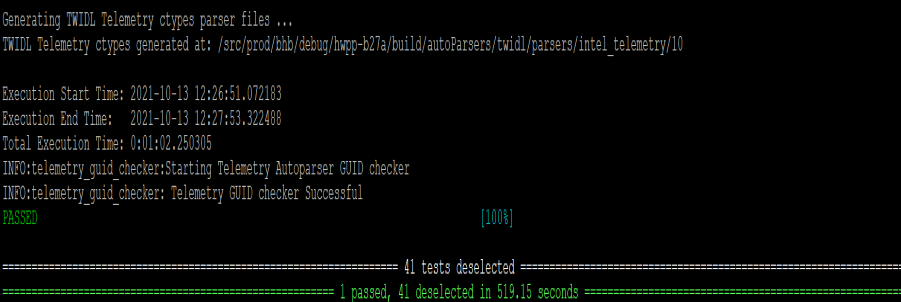 Generating TWIDL Telemetry ctypes parser files ...
TWIDL Telemetry ctypes generated at: /src/prod/bhb/debug/hwpp-b27a/build/autoParsers/twidl/parsers/intel_telemetry/10
Execution Start Time: 2021-10-13 12:26:51.072183
Execution End Time: 2021-10-13 12:27:53.322488
Total Execution Time: 0:01:02.250305
INFO:telemetry_guid_checker:Starting Telemetry Autoparser GUID checker
INFO:telemetry_guid_checker: Telemetry GUID checker Successful
PASSED [100%]
41 tests deselected
1 passed, 41 deselected in 519.15 seconds